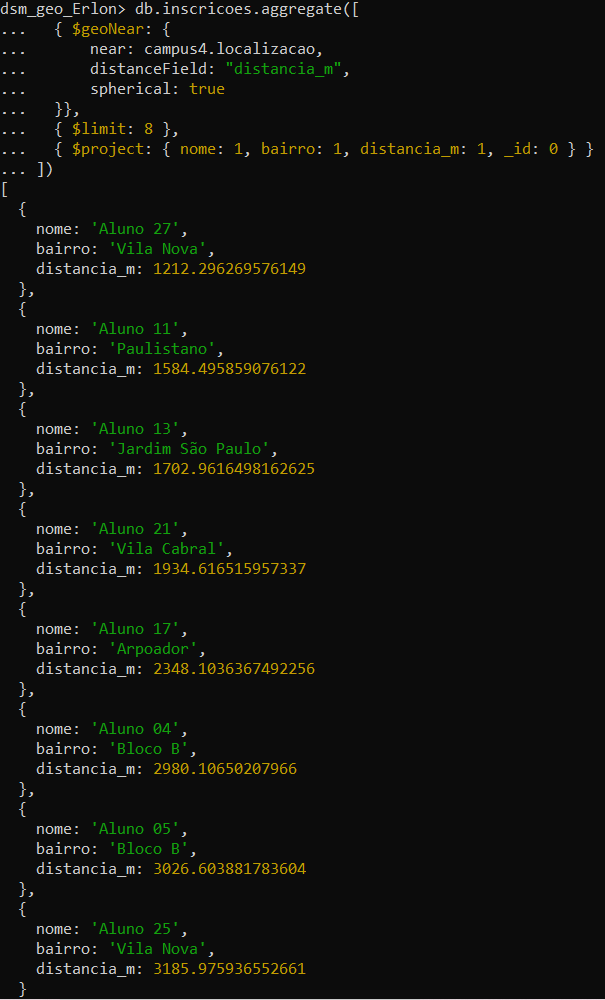 dsm_geo_Erlon> db.inscricoes.aggregate([
...   { $geoNear: {
...       near: campus4.localizacao,
...       distanceField: "distancia_m",
...       spherical: true
...   }},
...   { $limit: 8 },
...   { $project: { nome: 1, bairro: 1, distancia_m: 1, _id: 0 } }
... ])
[
  {
    nome: 'Aluno 27',
    bairro: 'Vila Nova',
    distancia_m: 1212.296269576149
  },
  {
    nome: 'Aluno 11',
    bairro: 'Paulistano',
    distancia_m: 1584.495859076122
  },
  {
    nome: 'Aluno 13',
    bairro: 'Jardim São Paulo',
    distancia_m: 1702.9616498162625
  },
  {
    nome: 'Aluno 21',
    bairro: 'Vila Cabral',
    distancia_m: 1934.616515957337
  },
  {
    nome: 'Aluno 17',
    bairro: 'Arpoador',
    distancia_m: 2348.1036367492256
  },
  {
    nome: 'Aluno 04',
    bairro: 'Bloco B',
    distancia_m: 2980.10650207966
  },
  {
    nome: 'Aluno 05',
    bairro: 'Bloco B',
    distancia_m: 3026.603881783604
  },
  {
    nome: 'Aluno 25',
    bairro: 'Vila Nova',
    distancia_m: 3185.975936552661
  }